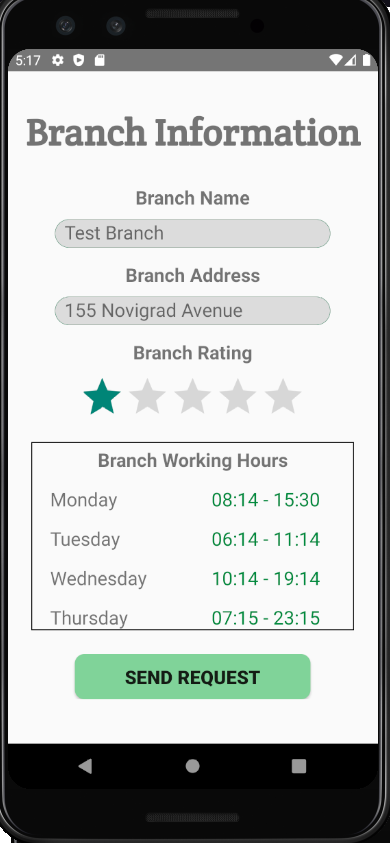 5:17
Branch Information
Branch Name
Test Branch
Branch Address
155 Novigrad Avenue
Branch Rating
Branch Working Hours
Monday 08:14 - 15:30
Tuesday 06:14 - 11:14
Wednesday 10:14 - 19:14
Thursday 07:15 - 23:15
SEND REQUEST